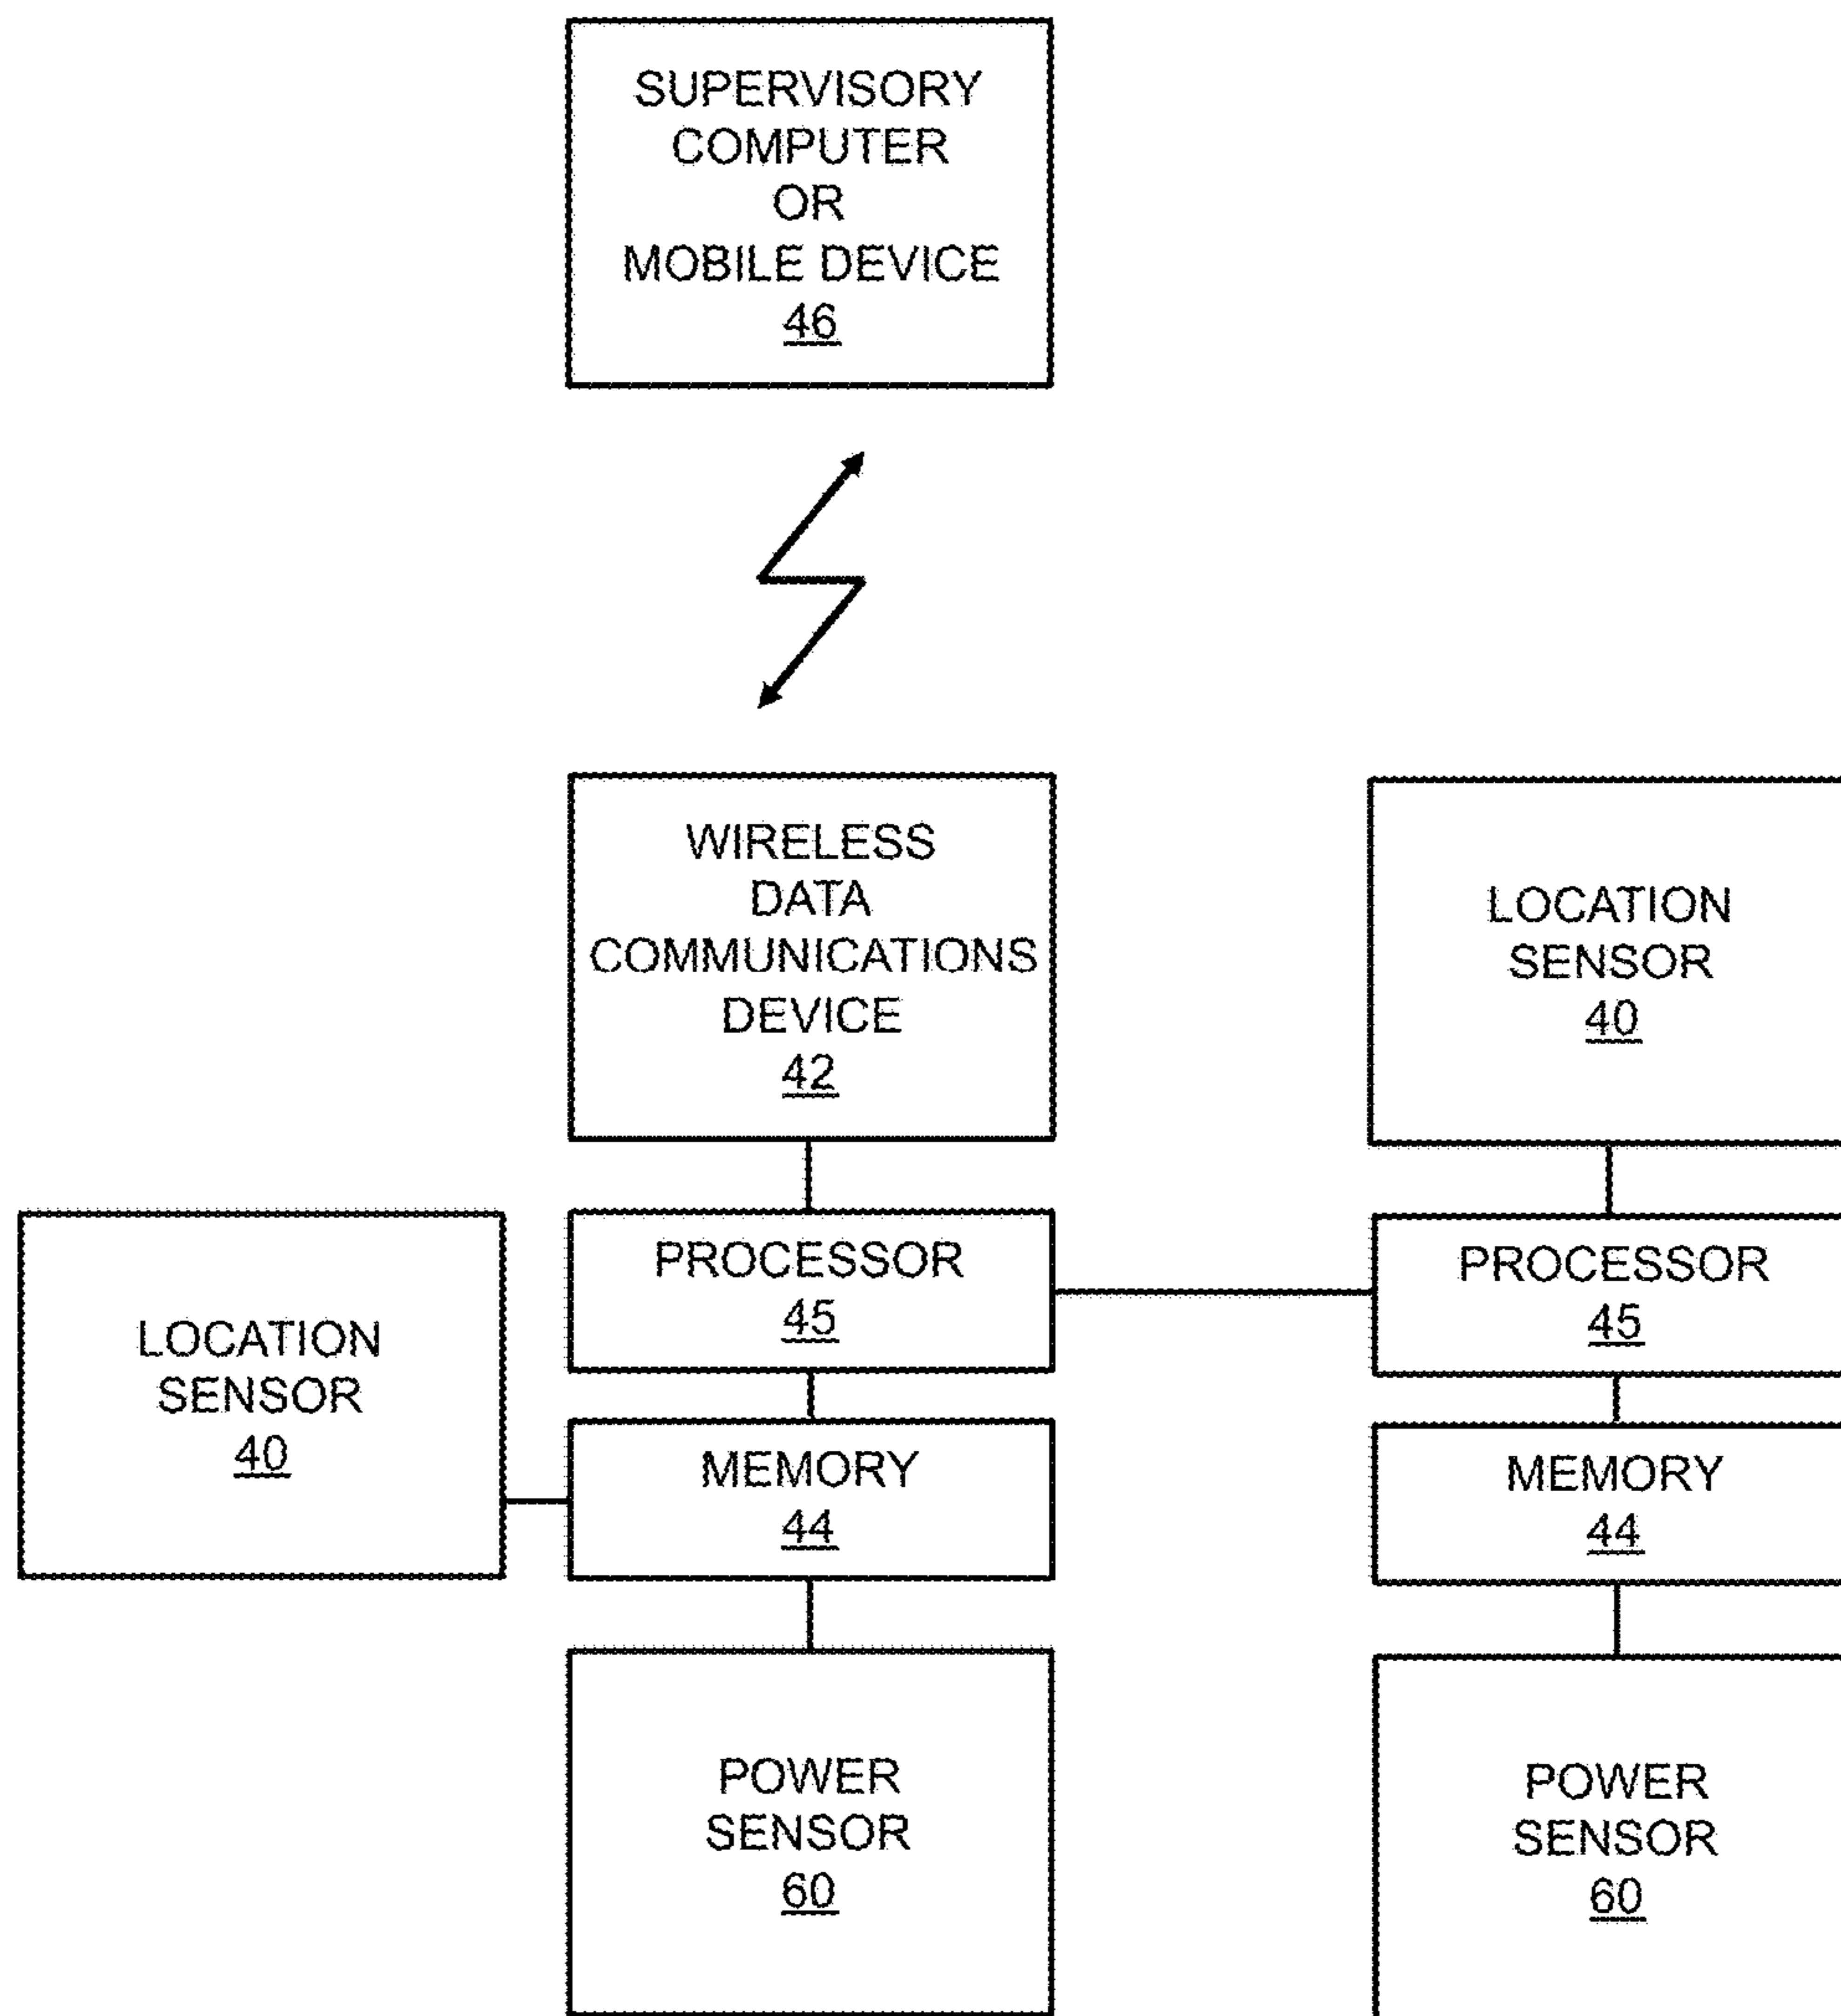 SUPERVISORY
COMPUTER
OR
MOBILE DEVICE
46
WIRELESS
DATA
COMMUNICATIONS
DEVICE
42
LOCATION
SENSOR
40
PROCESSOR
45
PROCESSOR
45
LOCATION
SENSOR
40
MEMORY
44
MEMORY
44
POWER
SENSOR
60
POWER
SENSOR
60